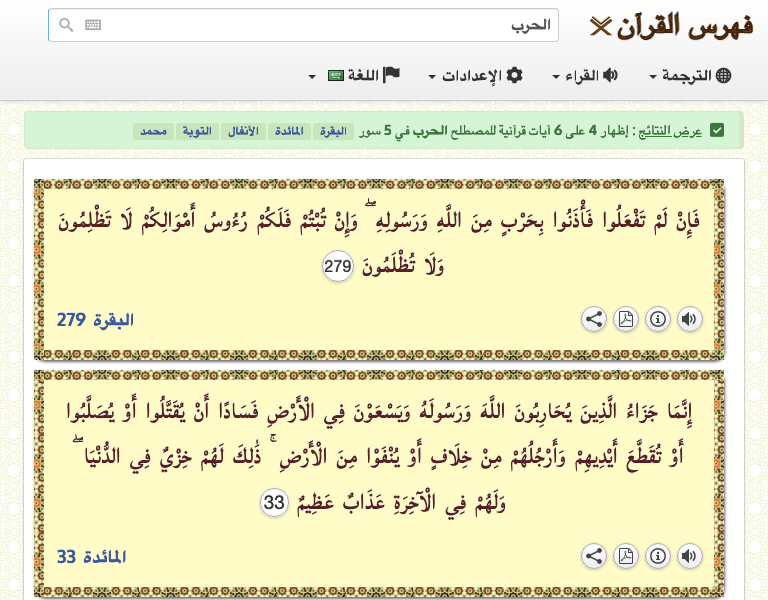 فهرس القرآن
الحرب
الترجمة القراء الإعدادات اللغة
عرض النتائج : إظهار 4 على 6 آيات قرآنية للمصطلح الحرب في 5 سور البقرة المائدة الأنفال التوبة محمد
فَإِنْ لَمْ تَفْعَلُوا فَأْذَنُوا بِحَرْبٍ مِنَ اللَّهِ وَرَسُولِهِ ۖ وَإِنْ تُبْتُمْ فَلَكُمْ رُءُوسُ أَمْوَالِكُمْ لَا تَظْلِمُونَ
وَلَا تُظْلَمُونَ 279
البقرة 279
إِنَّمَا جَزَاءُ الَّذِينَ يُحَارِبُونَ اللَّهَ وَرَسُولَهُ وَيَسْعَوْنَ فِي الْأَرْضِ فَسَادًا أَنْ يُقَتَّلُوا أَوْ يُصَلَّبُوا
أَوْ تُقَطَّعَ أَيْدِيهِمْ وَأَرْجُلُهُمْ مِنْ خِلَافٍ أَوْ يُنْفَوْا مِنَ الْأَرْضِ ۚ ذَٰلِكَ لَهُمْ خِزْيٌ فِي الدُّنْيَا ۖ
وَلَهُمْ فِي الْآخِرَةِ عَذَابٌ عَظِيمٌ 33
المائدة 33